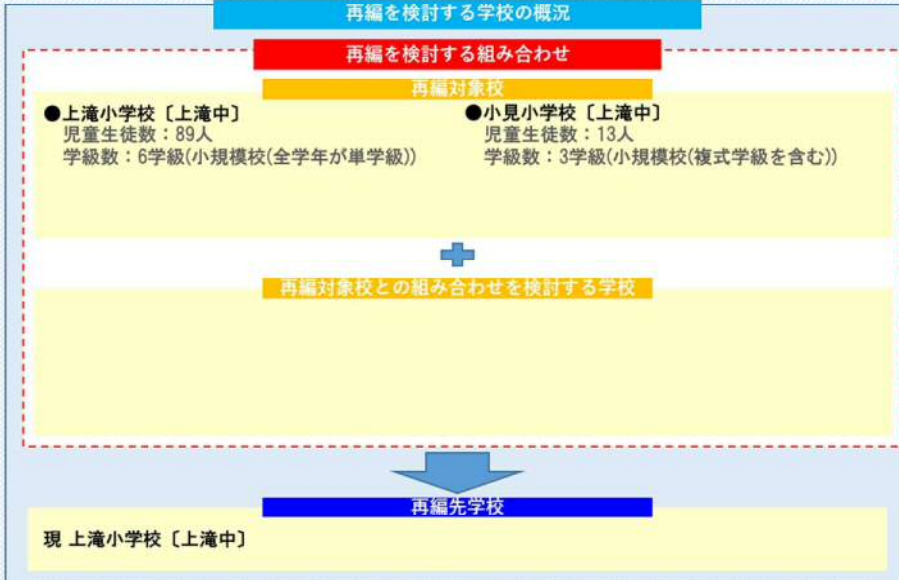 再編を検討する学校の概況
再編を検討する組み合わせ
再編対象校
●上滝小学校〔上滝中〕
児童生徒数：89人
学級数：6学級(小規模校(全学年が単学級))
●小見小学校〔上滝中〕
児童生徒数：13人
学級数：3学級(小規模校(複式学級を含む))
再編対象校との組み合わせを検討する学校
再編先学校
現 上滝小学校〔上滝中〕